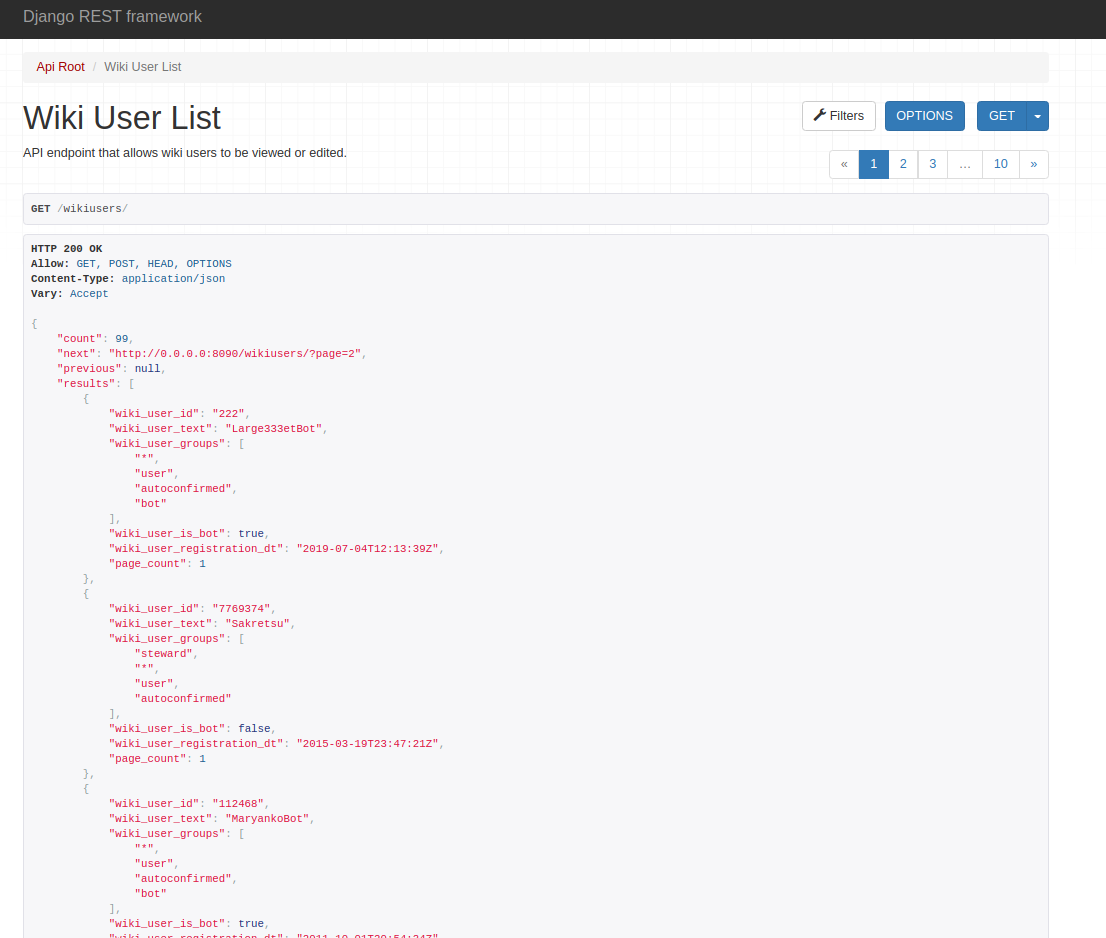 Django REST framework
Api Root / Wiki User List
Wiki User List
Filters OPTIONS GET
API endpoint that allows wiki users to be viewed or edited.
« 1 2 3 … 10 »
GET /wikiusers/
HTTP 200 OK
Allow: GET, POST, HEAD, OPTIONS
Content-Type: application/json
Vary: Accept
{
    "count": 99,
    "next": "http://0.0.0.0:8090/wikiusers/?page=2",
    "previous": null,
    "results": [
        {
            "wiki_user_id": "222",
            "wiki_user_text": "Large333etBot",
            "wiki_user_groups": [
                "*",
                "user",
                "autoconfirmed",
                "bot"
            ],
            "wiki_user_is_bot": true,
            "wiki_user_registration_dt": "2019-07-04T12:13:39Z",
            "page_count": 1
        },
        {
            "wiki_user_id": "7769374",
            "wiki_user_text": "Sakretsu",
            "wiki_user_groups": [
                "steward",
                "*",
                "user",
                "autoconfirmed"
            ],
            "wiki_user_is_bot": false,
            "wiki_user_registration_dt": "2015-03-19T23:47:21Z",
            "page_count": 1
        },
        {
            "wiki_user_id": "112468",
            "wiki_user_text": "MaryankoBot",
            "wiki_user_groups": [
                "*",
                "user",
                "autoconfirmed",
                "bot"
            ],
            "wiki_user_is_bot": true,
            "wiki_user_registration_dt":